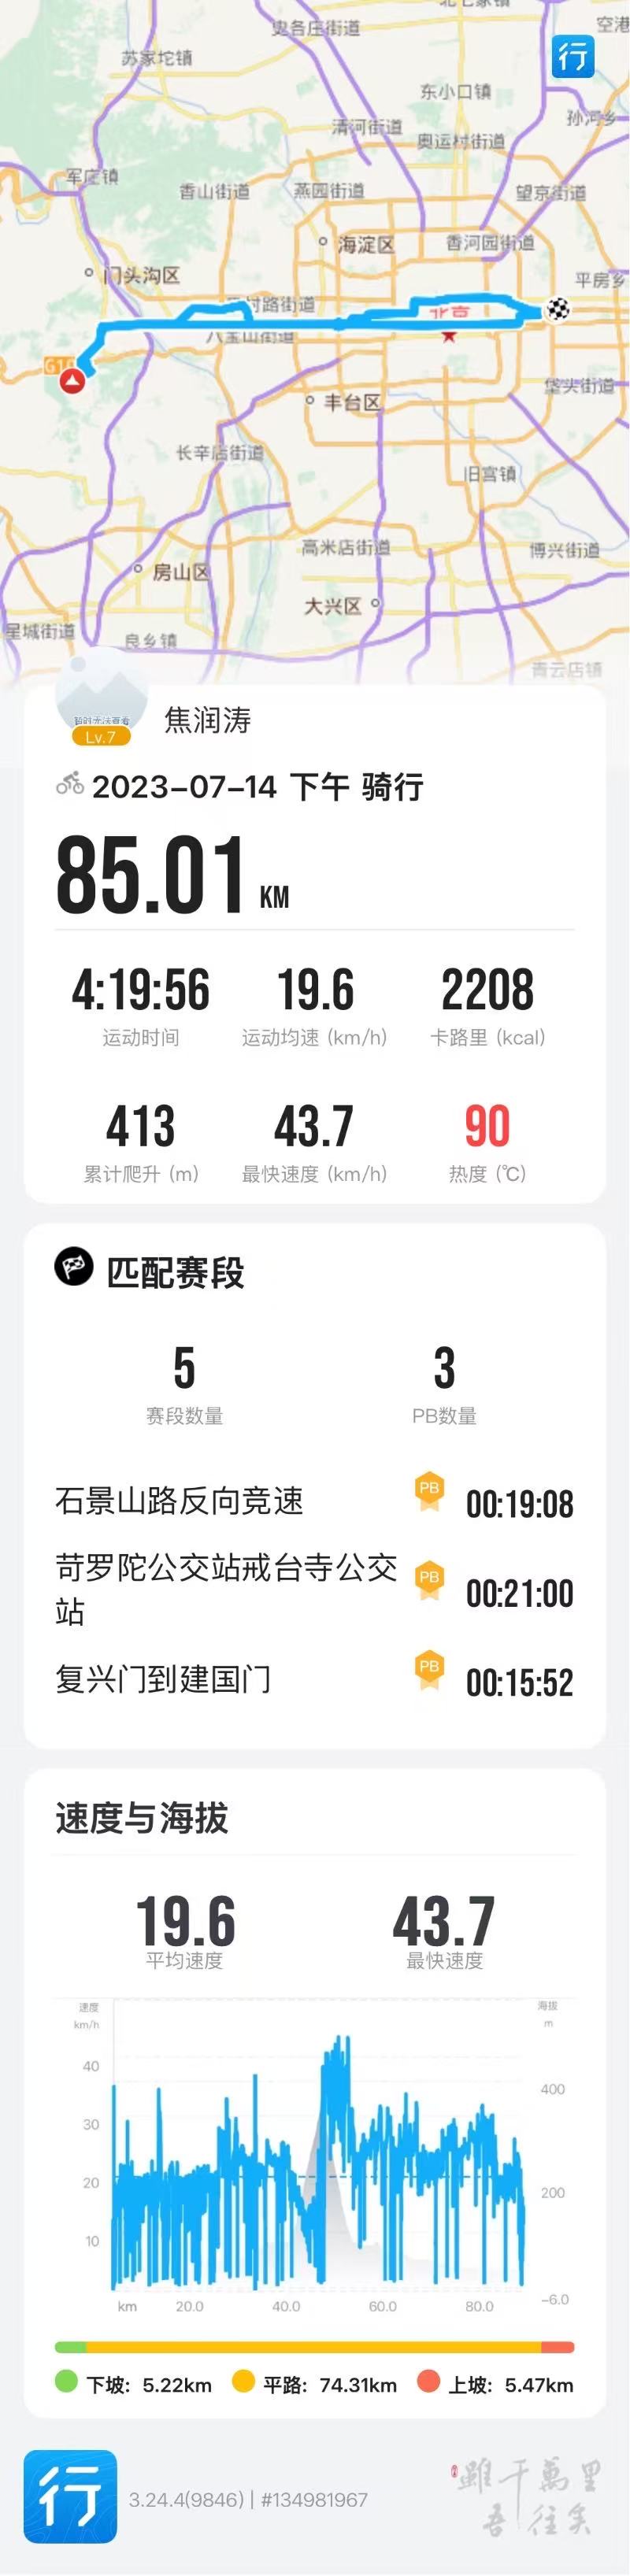 叟各庄街道
空港
苏家坨镇
行
东小口镇
孙河乡
清河街道
奥运村街道
军庄镇
香山街道
燕园街道
望京街道
海淀区
香河园街道
门头沟区
平房乡
村路街道
北京
八宝山街道
丰台区
垡头街道
长辛店街道
旧宫镇
高米店街道
博兴街道
房山区
大兴区
星城街道
良乡镇
青云店镇
Lv.7
焦润涛
2023-07-14 下午 骑行
85.01 KM
4:19:56 19.6 2208
运动时间 运动均速 (km/h) 卡路里 (kcal)
413 43.7 90
累计爬升 (m) 最快速度 (km/h) 热度 (℃)
匹配赛段
5 3
赛段数量 PB数量
石景山路反向竞速 PB 00:19:08
苛罗陀公交站戒台寺公交站 PB 00:21:00
复兴门到建国门 PB 00:15:52
速度与海拔
19.6 43.7
平均速度 最快速度
速度 海拔
km/h m
40 400
30
20 200
10
-6.0
km 20.0 40.0 60.0 80.0
下坡: 5.22km 平路: 74.31km 上坡: 5.47km
行 3.24.4(9846) | #134981967
雖千萬里
吾往矣